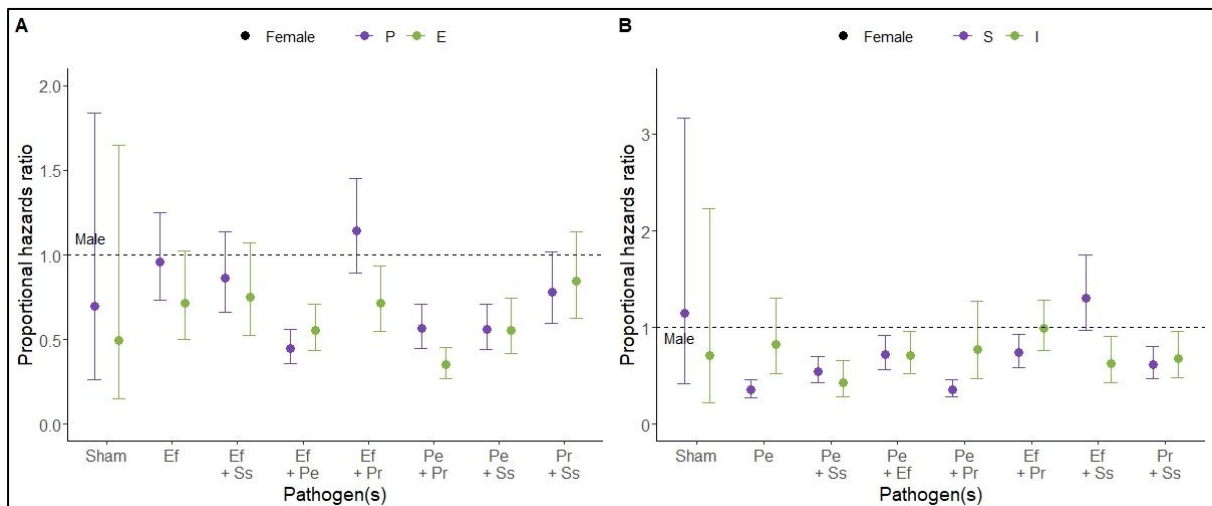 A
Female P E
Proportional hazards ratio
2.0
1.5
1.0
0.5
0.0
Male
Sham Ef Ef Ef Ef Pe Pe Pr
+ Ss + Pe + Pr + Pr + Ss + Ss
Pathogen(s)
B
Female S I
Proportional hazards ratio
3
2
1
0
Male
Sham Pe Pe Pe Pe Ef Ef Pr
+ Ss + Ef + Pr + Pr + Ss + Ss
Pathogen(s)